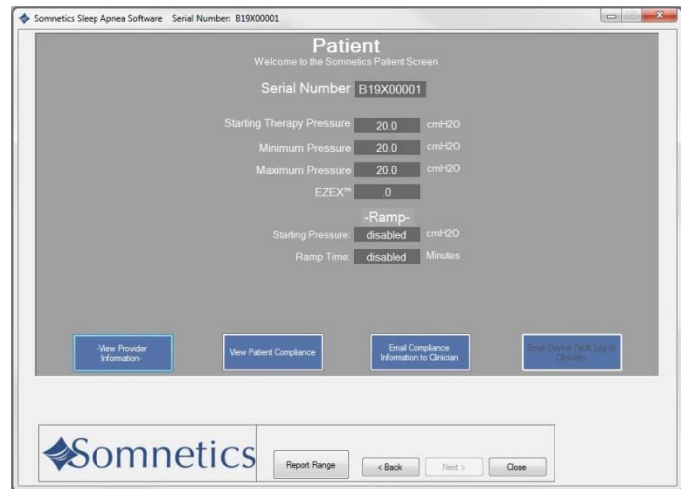 Somnetics Sleep Apnea Software Serial Number: B19X00001
Patient
Welcome to the Somnetics Patient Screen
Serial Number B19X00001
Starting Therapy Pressure 20.0 cmH2O
Minimum Pressure 20.0 cmH2O
Maximum Pressure 20.0 cmH2O
EZEX™ .0
-Ramp-
Starting Pressure: disabled cmH2O
Ramp Time: disabled Minutes
-View Provider
Information-
View Patient Compliance
Email Compliance
Information to Clinician
Email Device Fault Log to
Clinician
Somnetics
Report Range
< Back
Next >
Close